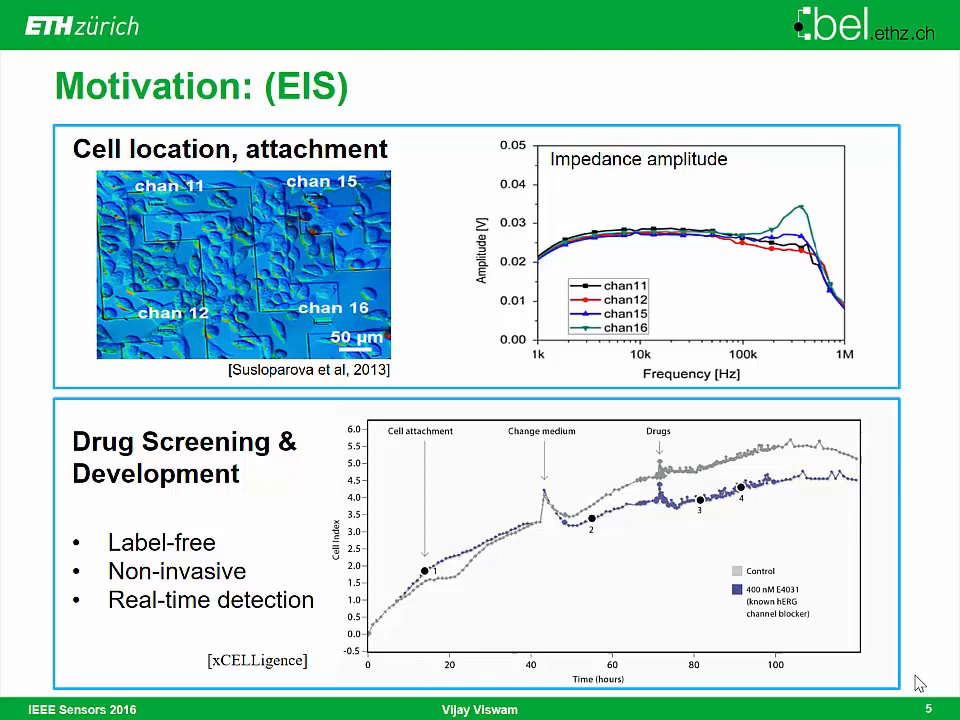 ETH zürich
bel.ethz.ch
Motivation: (EIS)
Cell location, attachment
chan 11
chan 15
chan 12
chan 16
50 µm
[Susloparova et al, 2013]
Impedance amplitude
Amplitude [V]
0.05
0.04
0.03
0.02
0.01
0.00
chan11
chan12
chan15
chan16
1k 10k 100k 1M
Frequency [Hz]
Drug Screening &
Development
• Label-free
• Non-invasive
• Real-time detection
[xCELLigence]
Cell Index
6.0
5.5
5.0
4.5
4.0
3.5
3.0
2.5
2.0
1.5
1.0
0.5
0.0
-0.5
Cell attachment
Change medium
Drugs
1
2
3
4
Control
400 nM E4031
(known hERG
channel blocker)
0 20 40 60 80 100
Time (hours)
IEEE Sensors 2016
Vijay Viswam
5